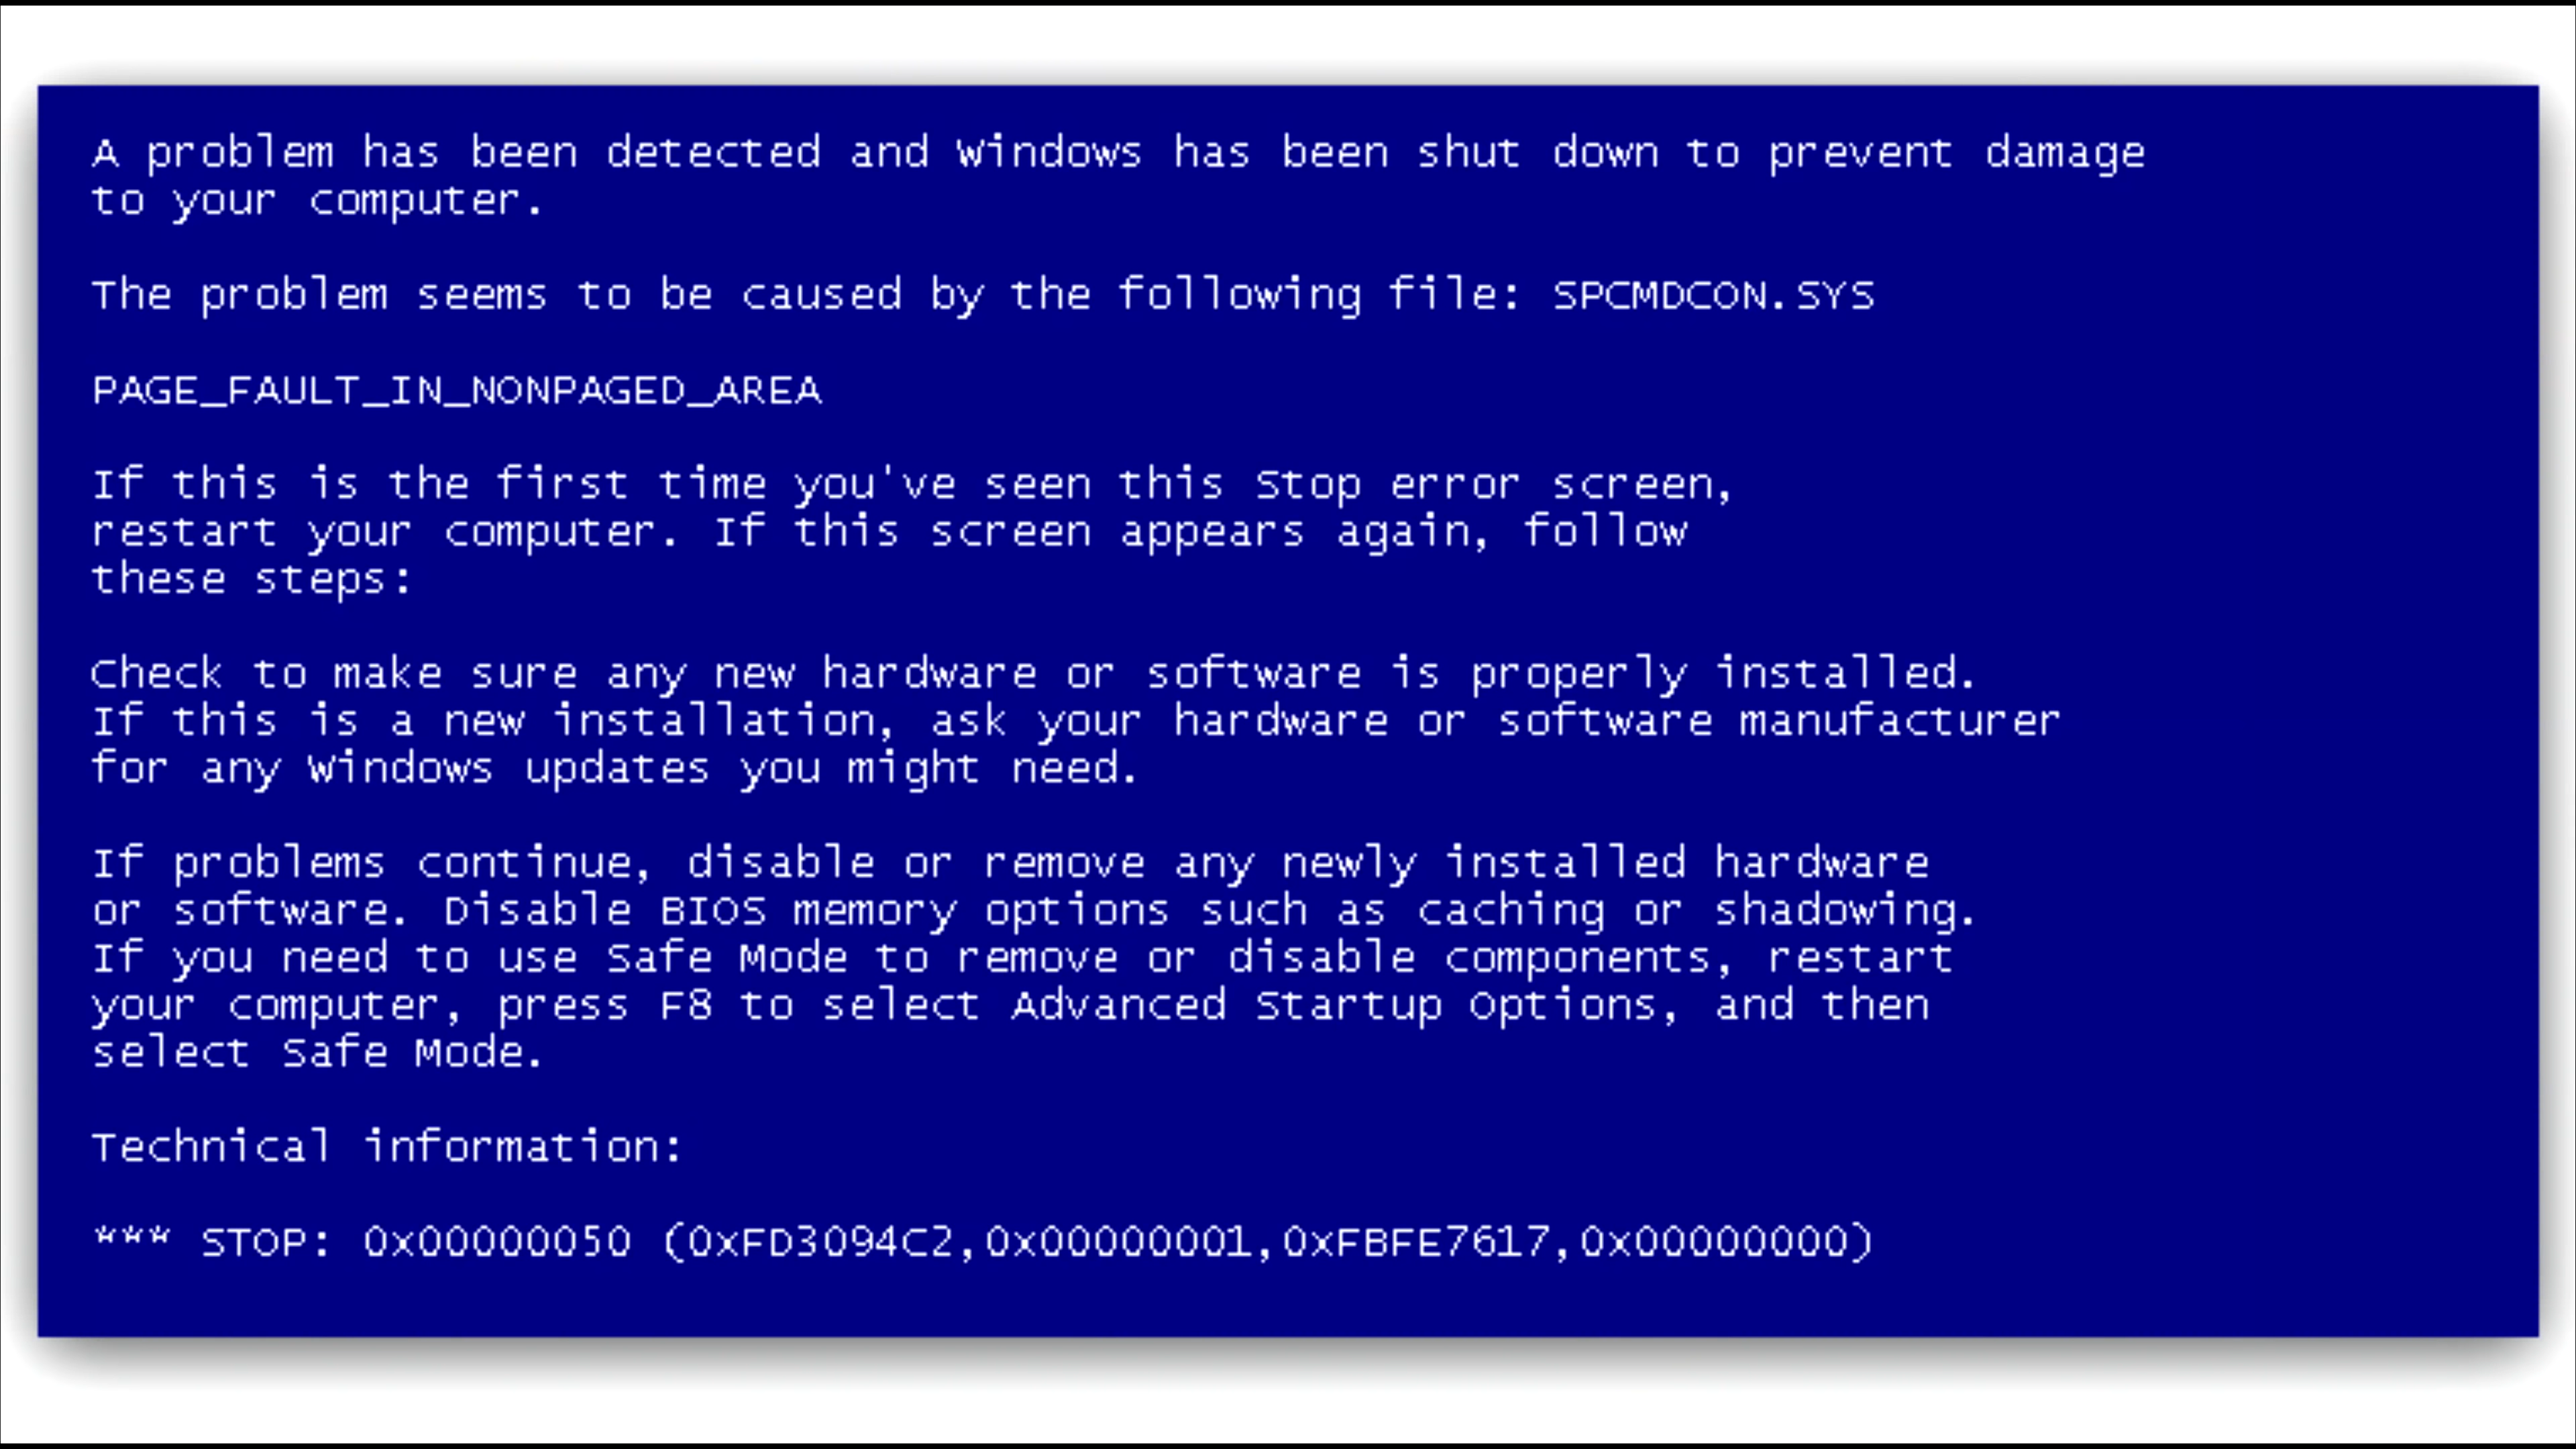 A problem has been detected and Windows has been shut down to prevent damage
to your computer.
The problem seems to be caused by the following file: SPCMDCON.SYS
PAGE_FAULT_IN_NONPAGED_AREA
If this is the first time you've seen this Stop error screen,
restart your computer. If this screen appears again, follow
these steps:
Check to make sure any new hardware or software is properly installed.
If this is a new installation, ask your hardware or software manufacturer
for any Windows updates you might need.
If problems continue, disable or remove any newly installed hardware
or software. Disable BIOS memory options such as caching or shadowing.
If you need to use Safe Mode to remove or disable components, restart
your computer, press F8 to select Advanced Startup Options, and then
select Safe Mode.
Technical information:
*** STOP: 0x00000050 (0xFD3094C2,0x00000001,0xFBFE7617,0x00000000)